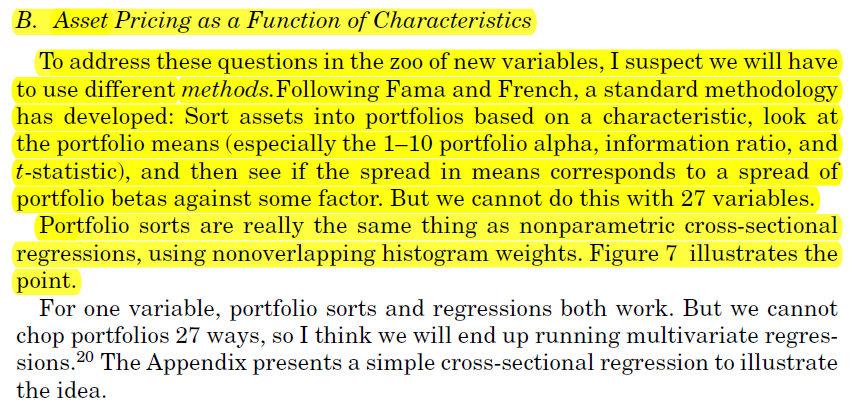 B. Asset Pricing as a Function of Characteristics
To address these questions in the zoo of new variables, I suspect we will have
to use different methods.Following Fama and French, a standard methodology
has developed: Sort assets into portfolios based on a characteristic, look at
the portfolio means (especially the 1–10 portfolio alpha, information ratio, and
t-statistic), and then see if the spread in means corresponds to a spread of
portfolio betas against some factor. But we cannot do this with 27 variables.
Portfolio sorts are really the same thing as nonparametric cross-sectional
regressions, using nonoverlapping histogram weights. Figure 7 illustrates the
point.
For one variable, portfolio sorts and regressions both work. But we cannot
chop portfolios 27 ways, so I think we will end up running multivariate regres-
sions.20 The Appendix presents a simple cross-sectional regression to illustrate
the idea.